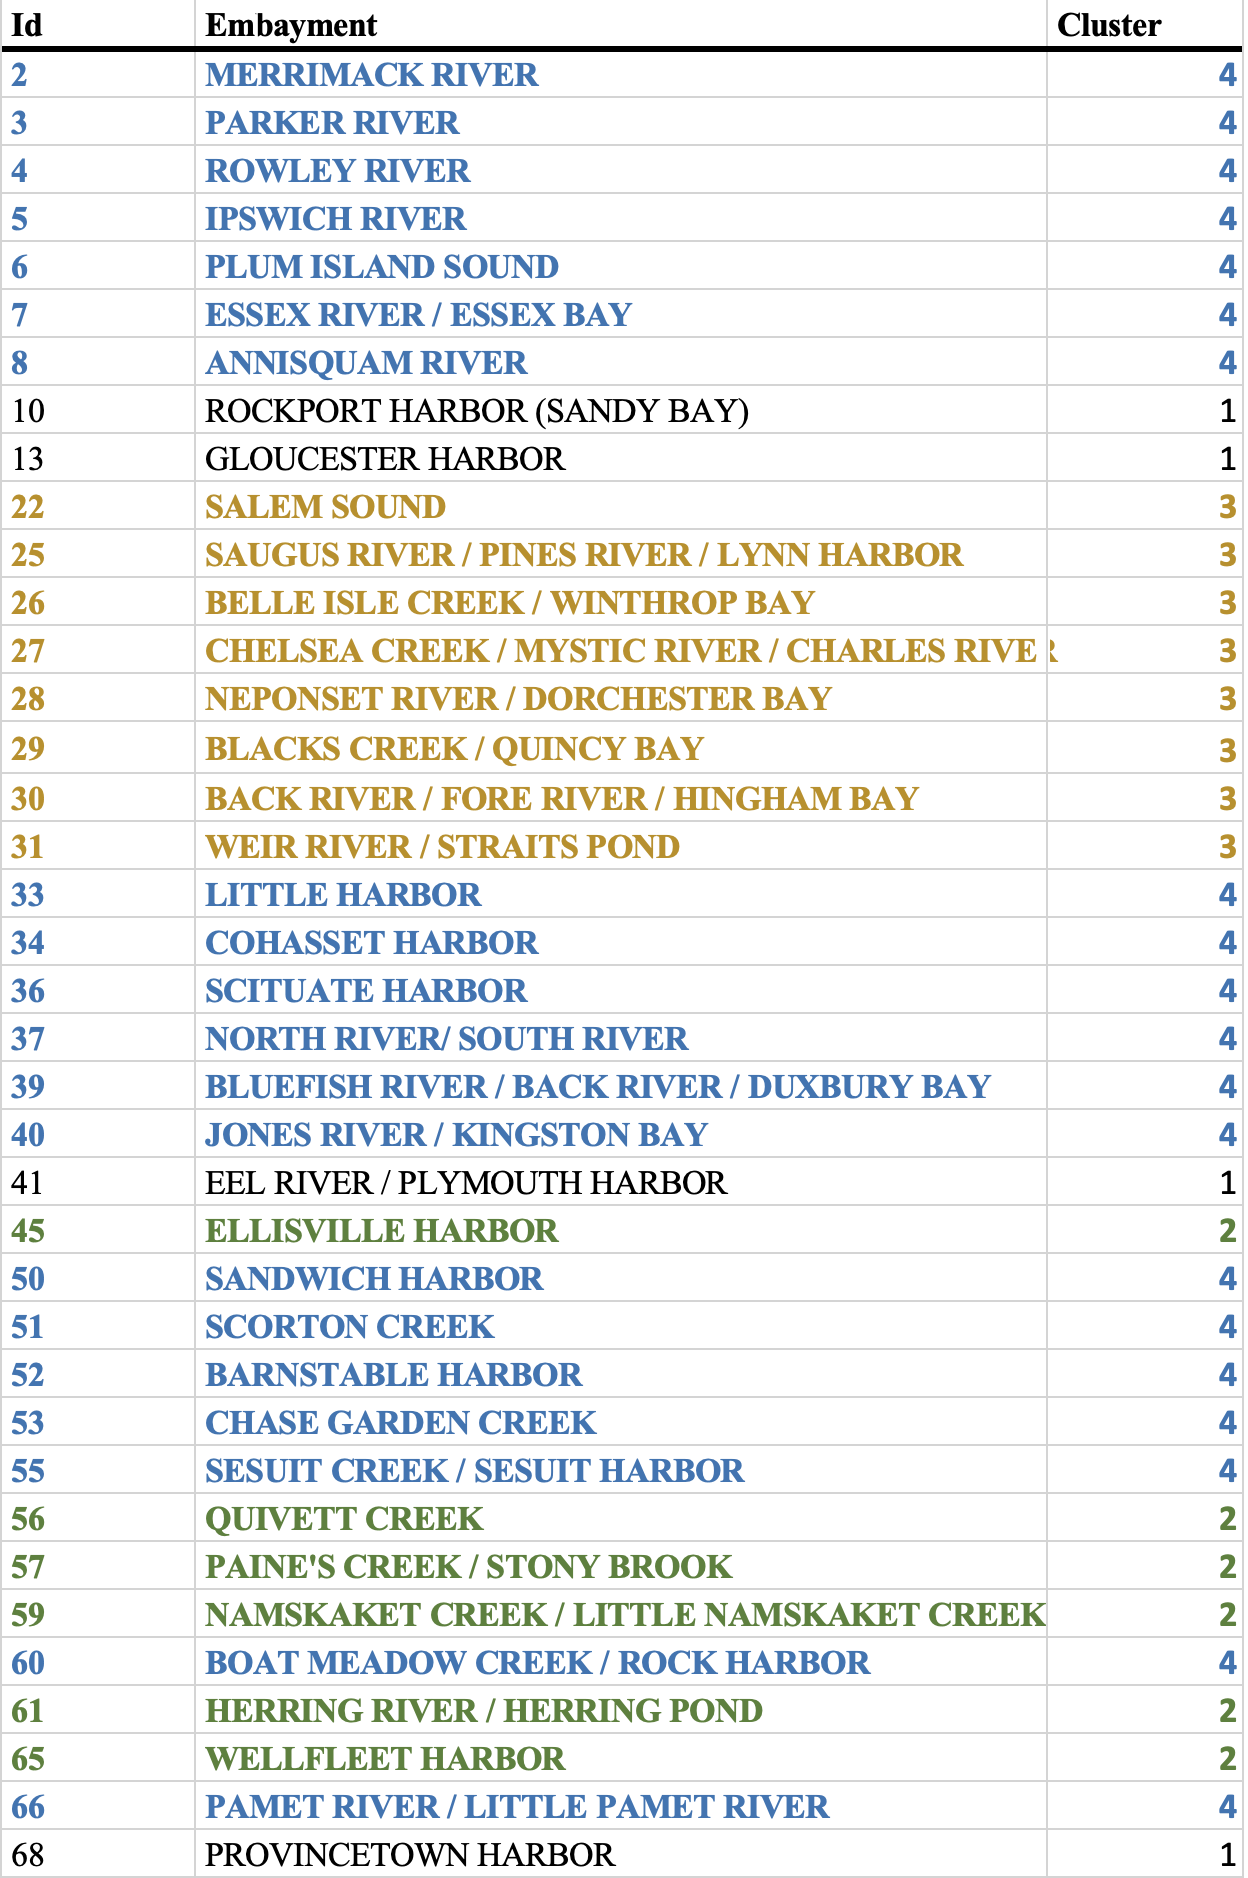 Id Embayment Cluster
2 MERRIMACK RIVER 4
3 PARKER RIVER 4
4 ROWLEY RIVER 4
5 IPSWICH RIVER 4
6 PLUM ISLAND SOUND 4
7 ESSEX RIVER / ESSEX BAY 4
8 ANNISQUAM RIVER 4
10 ROCKPORT HARBOR (SANDY BAY) 1
13 GLOUCESTER HARBOR 1
22 SALEM SOUND 3
25 SAUGUS RIVER / PINES RIVER / LYNN HARBOR 3
26 BELLE ISLE CREEK / WINTHROP BAY 3
27 CHELSEA CREEK / MYSTIC RIVER / CHARLES RIVER 3
28 NEPONSET RIVER / DORCHESTER BAY 3
29 BLACKS CREEK / QUINCY BAY 3
30 BACK RIVER / FORE RIVER / HINGHAM BAY 3
31 WEIR RIVER / STRAITS POND 3
33 LITTLE HARBOR 4
34 COHASSET HARBOR 4
36 SCITUATE HARBOR 4
37 NORTH RIVER/ SOUTH RIVER 4
39 BLUEFISH RIVER / BACK RIVER / DUXBURY BAY 4
40 JONES RIVER / KINGSTON BAY 4
41 EEL RIVER / PLYMOUTH HARBOR 1
45 ELLISVILLE HARBOR 2
50 SANDWICH HARBOR 4
51 SCORTON CREEK 4
52 BARNSTABLE HARBOR 4
53 CHASE GARDEN CREEK 4
55 SESUIT CREEK / SESUIT HARBOR 4
56 QUIVETT CREEK 2
57 PAINE'S CREEK / STONY BROOK 2
59 NAMSKAKET CREEK / LITTLE NAMSKAKET CREEK 2
60 BOAT MEADOW CREEK / ROCK HARBOR 4
61 HERRING RIVER / HERRING POND 2
65 WELLFLEET HARBOR 2
66 PAMET RIVER / LITTLE PAMET RIVER 4
68 PROVINCETOWN HARBOR 1